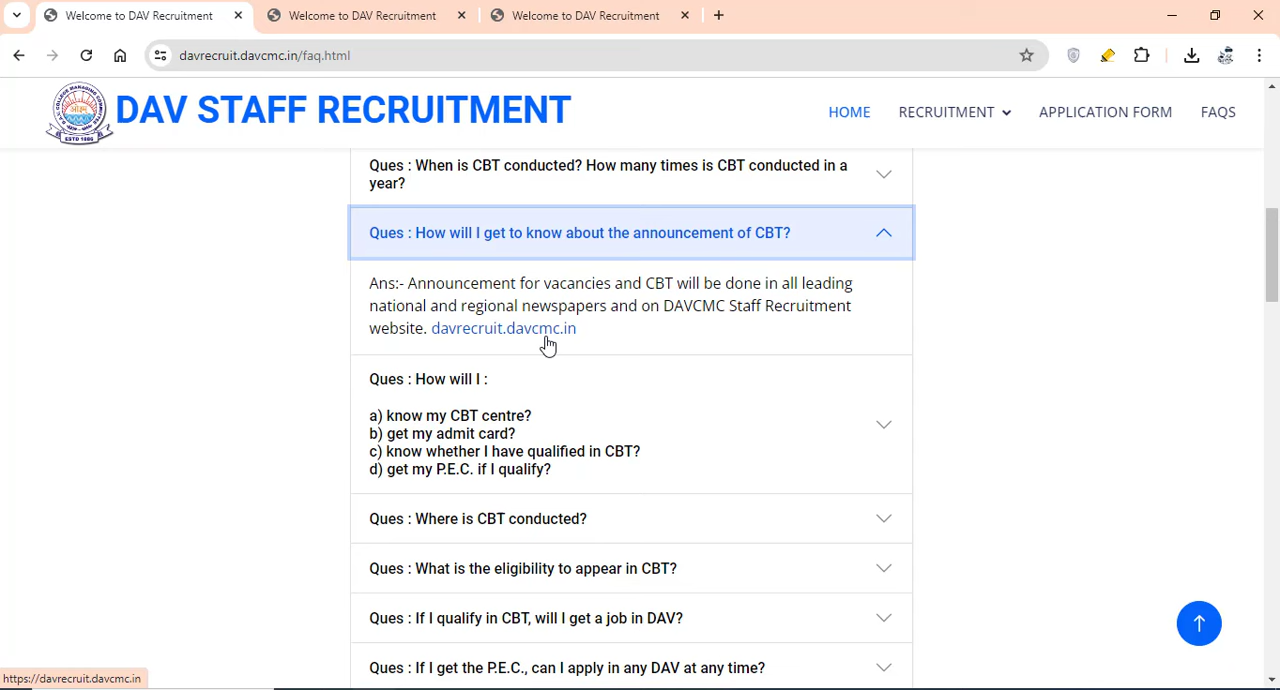 Welcome to DAV Recruitment
Welcome to DAV Recruitment
Welcome to DAV Recruitment
davrecruit.davcmc.in/faq.html
DAV STAFF RECRUITMENT
HOME
RECRUITMENT
APPLICATION FORM
FAQS
Ques : When is CBT conducted? How many times is CBT conducted in a
year?
Ques : How will I get to know about the announcement of CBT?
Ans:- Announcement for vacancies and CBT will be done in all leading
national and regional newspapers and on DAVCMC Staff Recruitment
website. davrecruit.davcmc.in
Ques : How will I :
a) know my CBT centre?
b) get my admit card?
c) know whether I have qualified in CBT?
d) get my P.E.C. if I qualify?
Ques : Where is CBT conducted?
Ques : What is the eligibility to appear in CBT?
Ques : If I qualify in CBT, will I get a job in DAV?
Ques : If I get the P.E.C., can I apply in any DAV at any time?
https://davrecruit.davcmc.in